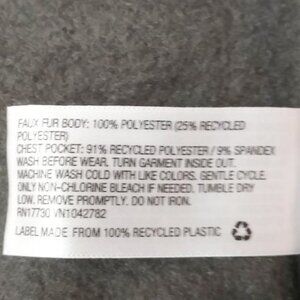 FAUX FUR BODY: 100% POLYESTER (25% RECYCLED
POLYESTER)
CHEST POCKET: 91% RECYCLED POLYESTER / 9% SPANDEX
WASH BEFORE WEAR. TURN GARMENT INSIDE OUT.
MACHINE WASH COLD WITH LIKE COLORS. GENTLE CYCLE.
ONLY NON-CHLORINE BLEACH IF NEEDED. TUMBLE DRY
LOW. REMOVE PROMPTLY. DO NOT IRON.
RN17730 VN1042782
LABEL MADE FROM 100% RECYCLED PLASTIC